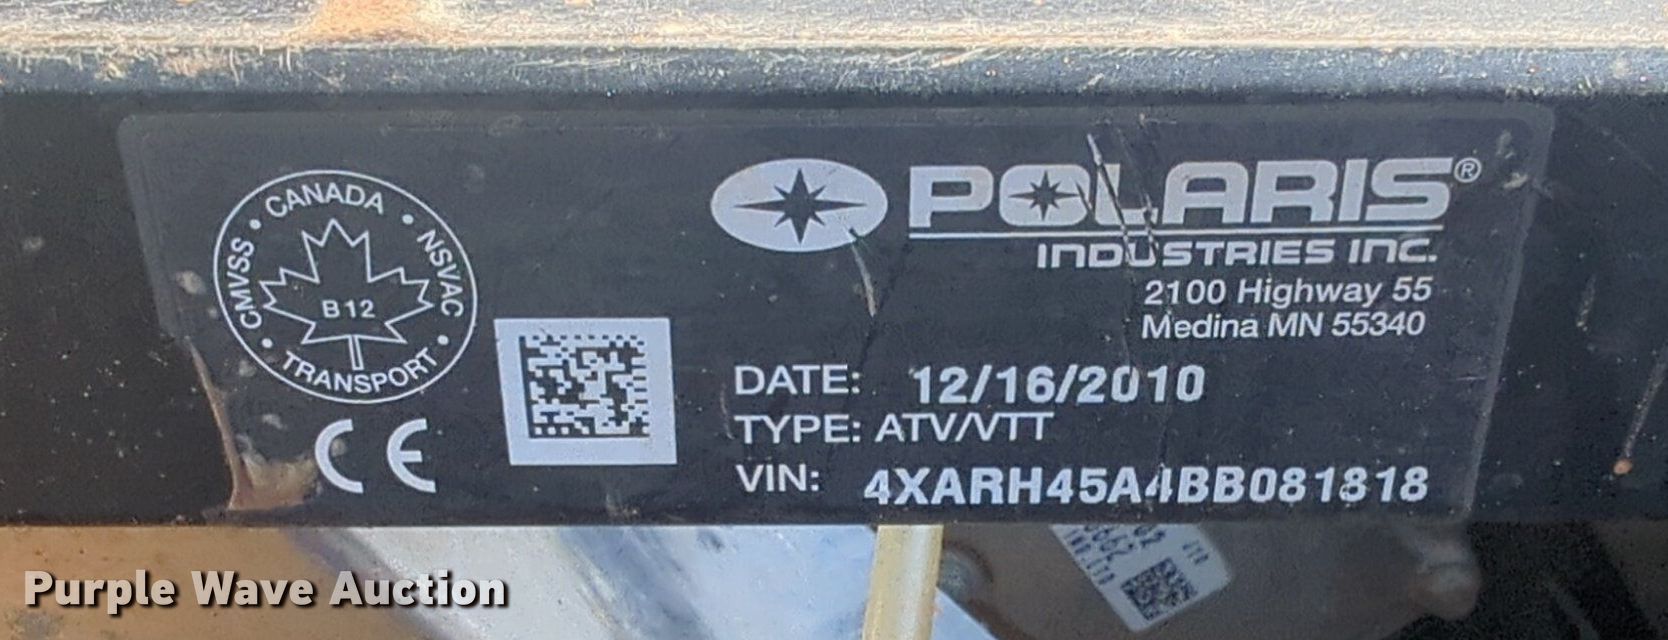 CANADA
CMVSS
NSVAC
B12
TRANSPORT
CE
POLARIS®
INDUSTRIES INC.
2100 Highway 55
Medina MN 55340
DATE: 12/16/2010
TYPE: ATV/VTT
VIN: 4XARH45A4BB081818
Purple Wave Auction